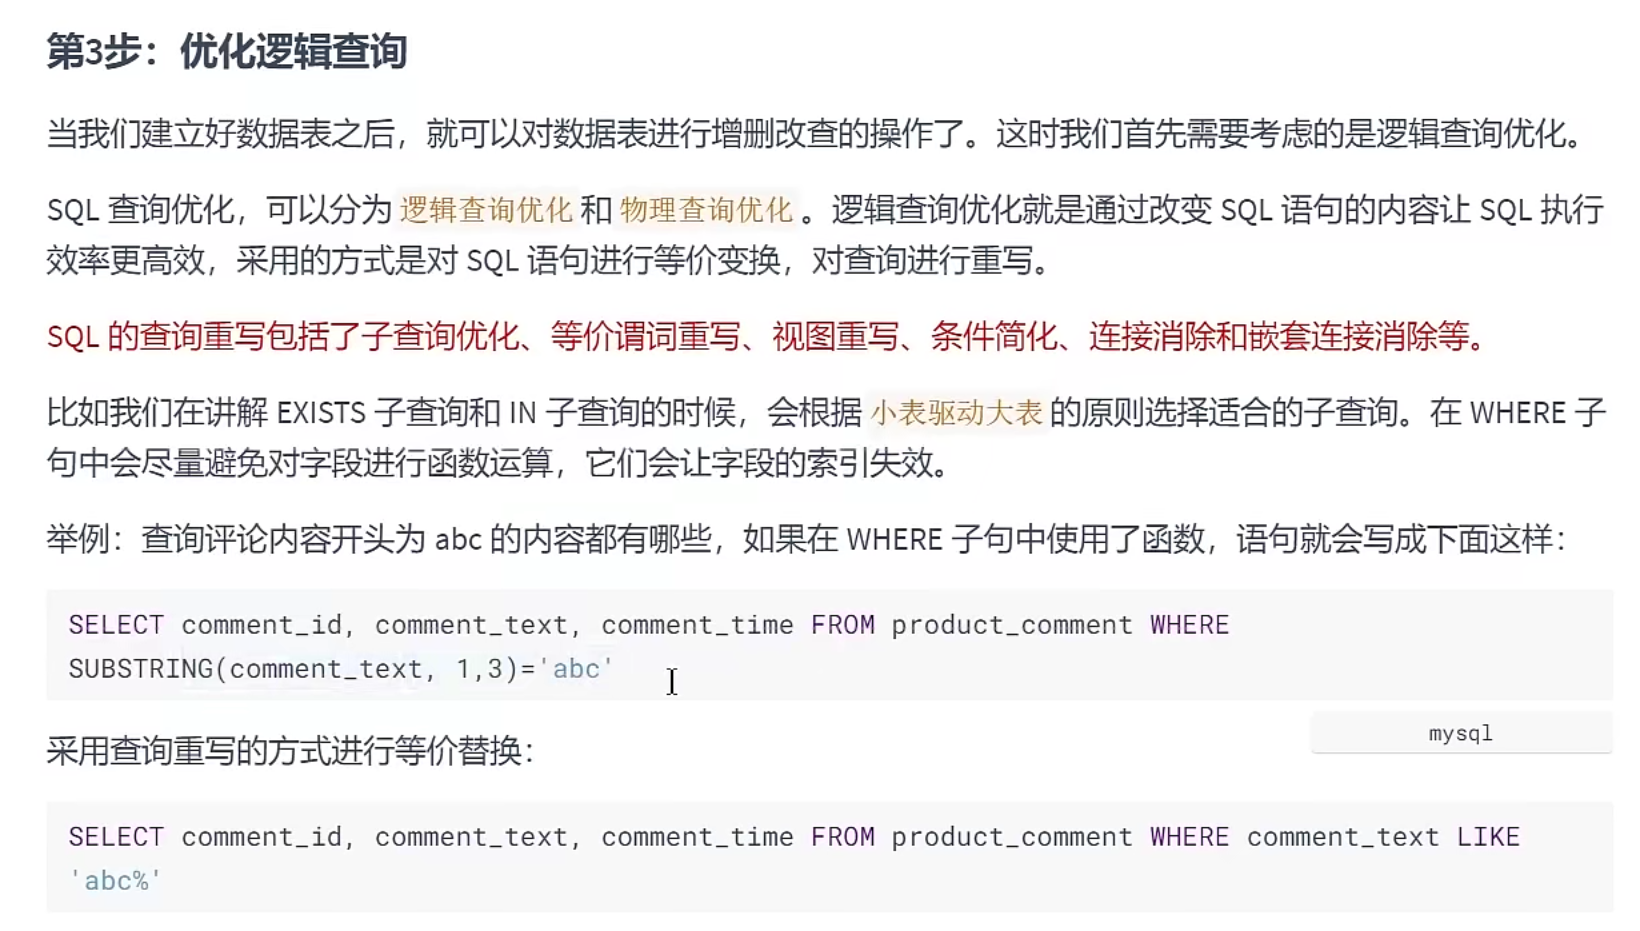 第3步：优化逻辑查询
当我们建立好数据表之后，就可以对数据表进行增删改查的操作了。这时我们首先需要考虑的是逻辑查询优化。
SQL 查询优化，可以分为 逻辑查询优化 和 物理查询优化 。逻辑查询优化就是通过改变 SQL 语句的内容让 SQL 执行
效率更高效，采用的方式是对 SQL 语句进行等价变换，对查询进行重写。
SQL 的查询重写包括了子查询优化、等价谓词重写、视图重写、条件简化、连接消除和嵌套连接消除等。
比如我们在讲解 EXISTS 子查询和 IN 子查询的时候，会根据 小表驱动大表 的原则选择适合的子查询。在 WHERE 子
句中会尽量避免对字段进行函数运算，它们会让字段的索引失效。
举例：查询评论内容开头为 abc 的内容都有哪些，如果在 WHERE 子句中使用了函数，语句就会写成下面这样：
SELECT comment_id, comment_text, comment_time FROM product_comment WHERE
SUBSTRING(comment_text, 1,3)='abc'
mysql
采用查询重写的方式进行等价替换：
SELECT comment_id, comment_text, comment_time FROM product_comment WHERE comment_text LIKE
'abc%'